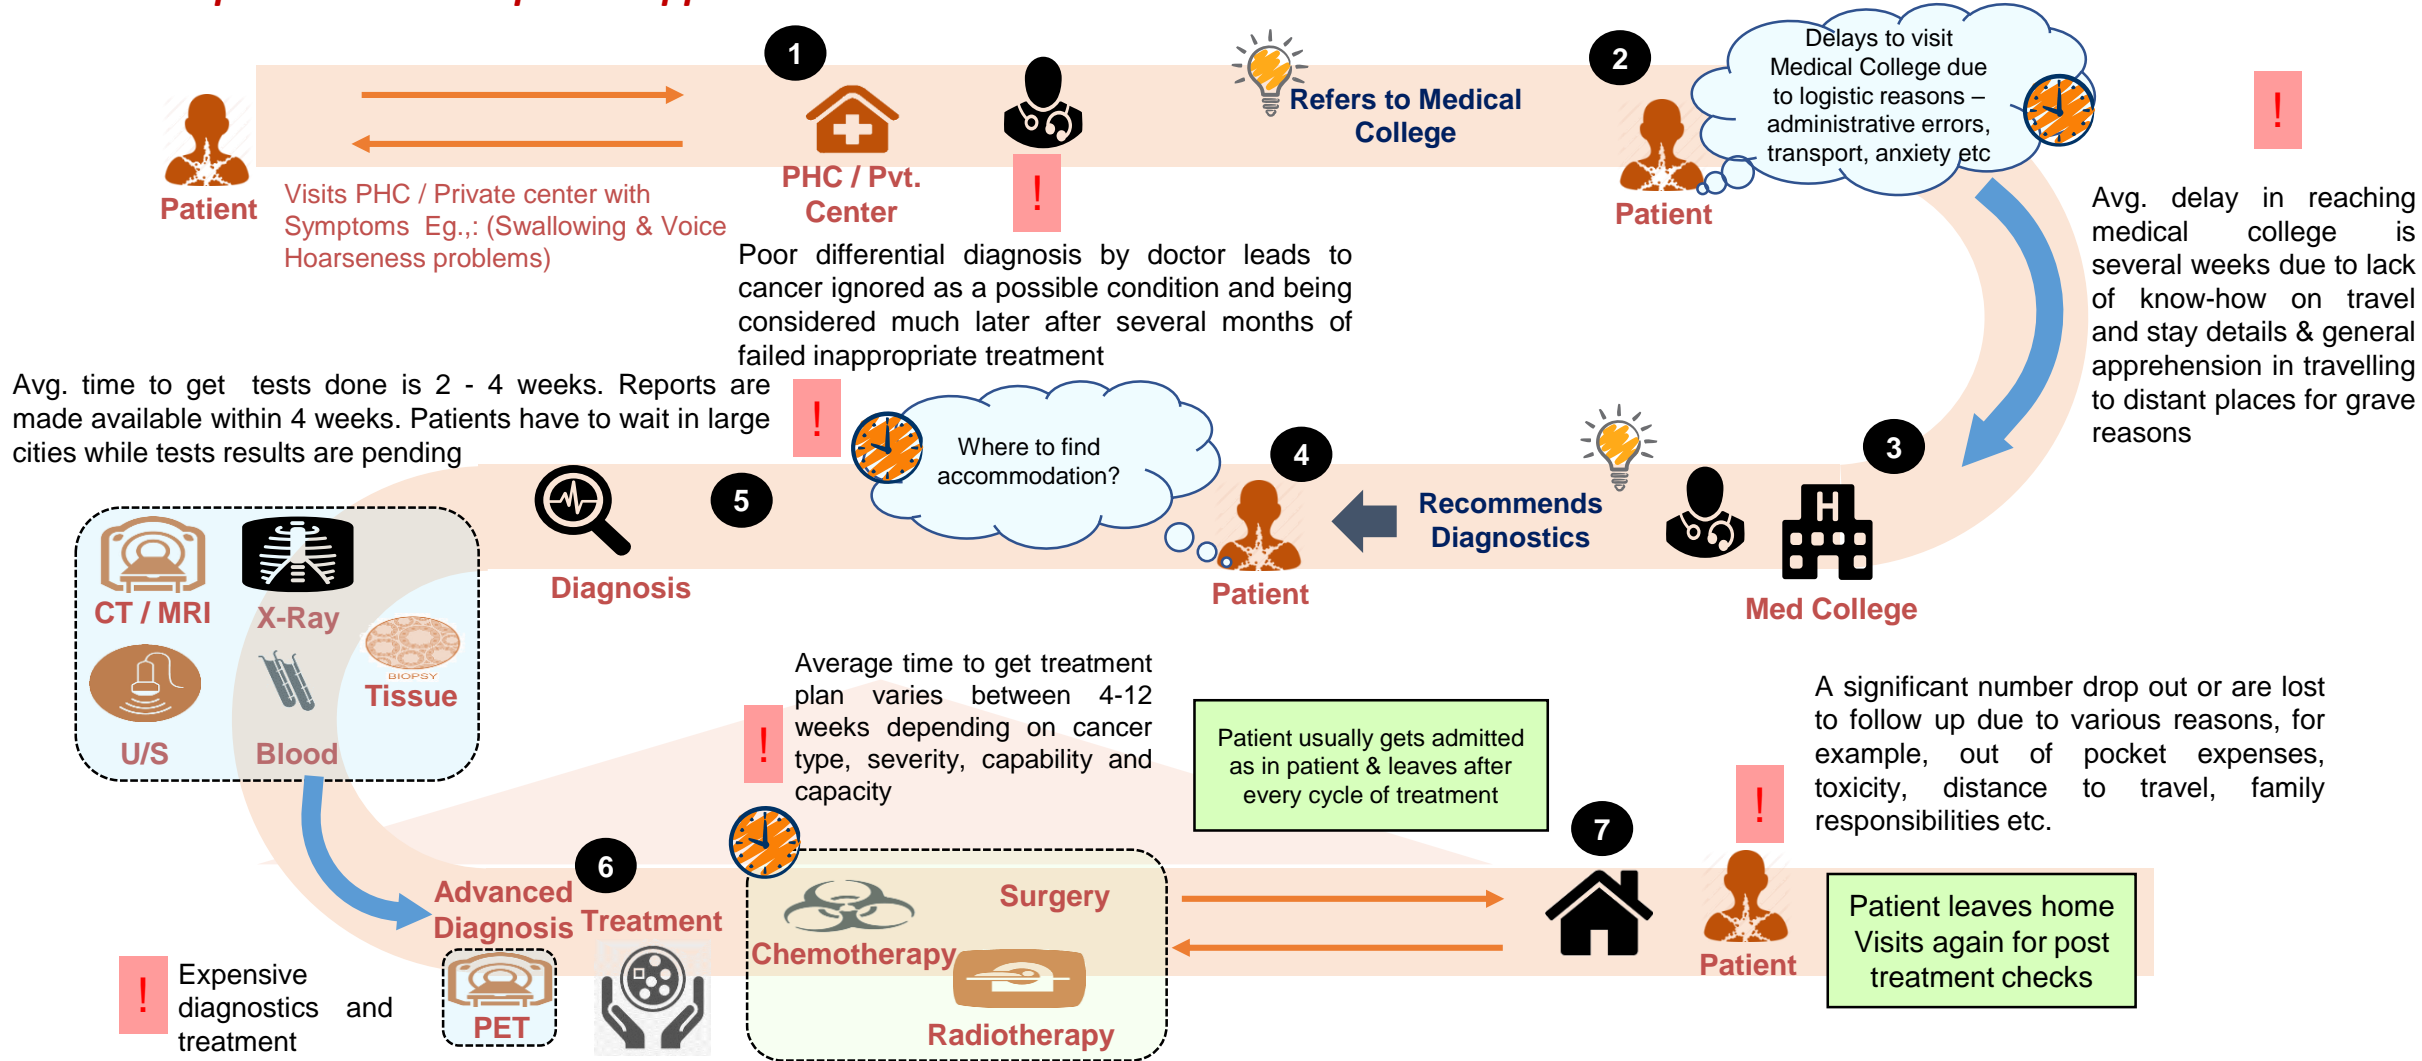 1
2
Delays to visit
Medical College due
to logistic reasons –
administrative errors,
transport, anxiety etc
!
Refers to Medical
College
Patient
Visits PHC / Private center with
Symptoms Eg.,: (Swallowing & Voice
Hoarseness problems)
PHC / Pvt.
Center
!
Patient
Avg. delay in reaching
medical college is
several weeks due to lack
of know-how on travel
and stay details & general
apprehension in travelling
to distant places for grave
reasons
Poor differential diagnosis by doctor leads to
cancer ignored as a possible condition and being
considered much later after several months of
failed inappropriate treatment
Avg. time to get tests done is 2 - 4 weeks. Reports are
made available within 4 weeks. Patients have to wait in large
cities while tests results are pending
!
Where to find
accommodation?
4
3
5
Recommends
Diagnostics
H
Diagnosis
Patient
Med College
CT / MRI
X-Ray
BIOPSY
Tissue
U/S
Blood
!
Average time to get treatment
plan varies between 4-12
weeks depending on cancer
type, severity, capability and
capacity
Patient usually gets admitted
as in patient & leaves after
every cycle of treatment
!
A significant number drop out or are lost
to follow up due to various reasons, for
example, out of pocket expenses,
toxicity, distance to travel, family
responsibilities etc.
6
7
Advanced
Diagnosis
Treatment
Surgery
Chemotherapy
Radiotherapy
PET
Patient
Patient leaves home
Visits again for post
treatment checks
!
Expensive
diagnostics and
treatment